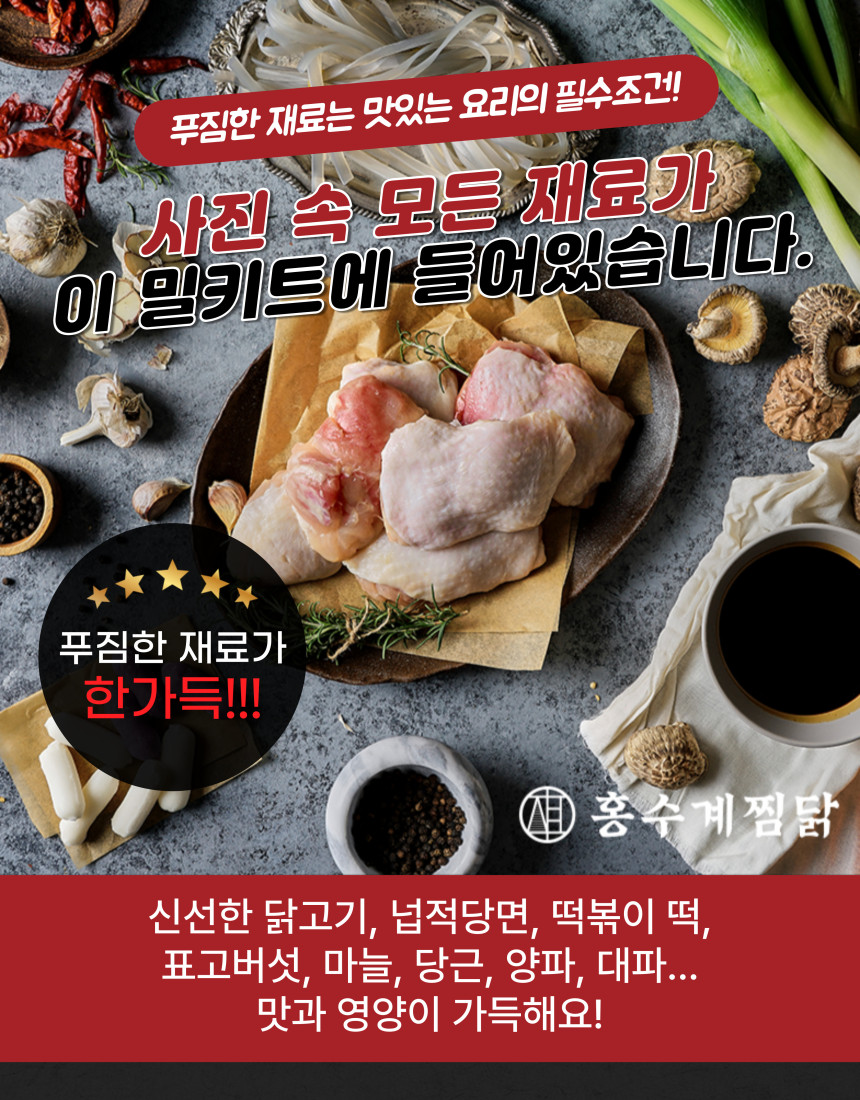 푸짐한 재료는 맛있는 요리의 필수조건!
사진 속 모든 재료가
이 밀키트에 들어있습니다.
푸짐한 재료가
한가득!!!
홍수계찜닭
신선한 닭고기, 넙적당면, 떡볶이 떡,
표고버섯, 마늘, 당근, 양파, 대파...
맛과 영양이 가득해요!